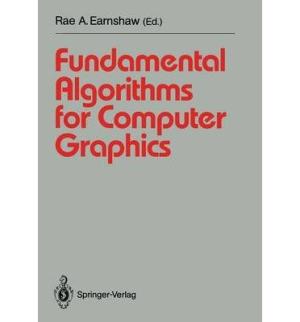 Rae A. Earnshaw (Ed.)
Fundamental
Algorithms
for Computer
Graphics
Springer-Verlag